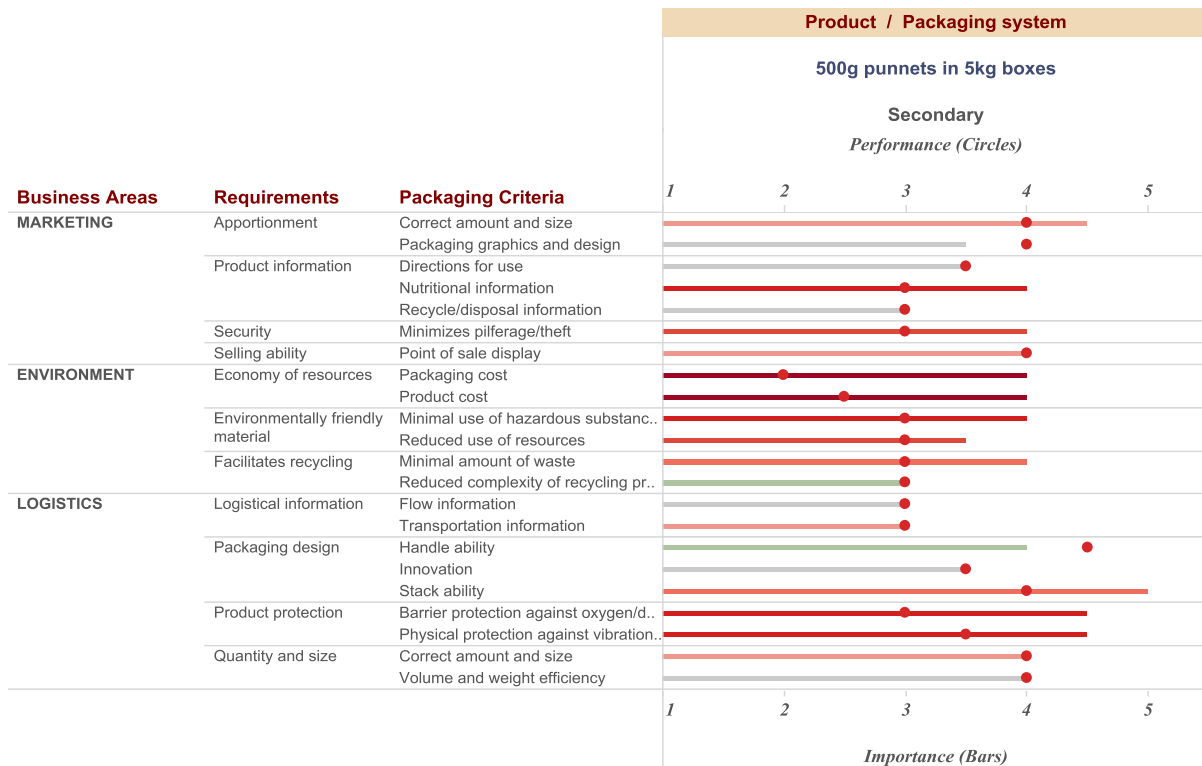 Product / Packaging system
500g punnets in 5kg boxes
Secondary
Performance (Circles)
1 2 3 4 5
Business Areas Requirements Packaging Criteria
MARKETING Apportionment Correct amount and size
Packaging graphics and design
Product information Directions for use
Nutritional information
Recycle/disposal information
Security Minimizes pilferage/theft
Selling ability Point of sale display
ENVIRONMENT Economy of resources Packaging cost
Product cost
Environmentally friendly Minimal use of hazardous substanc..
material Reduced use of resources
Facilitates recycling Minimal amount of waste
Reduced complexity of recycling pr..
LOGISTICS Logistical information Flow information
Transportation information
Packaging design Handle ability
Innovation
Stack ability
Product protection Barrier protection against oxygen/d..
Physical protection against vibration..
Quantity and size Correct amount and size
Volume and weight efficiency
1 2 3 4 5
Importance (Bars)